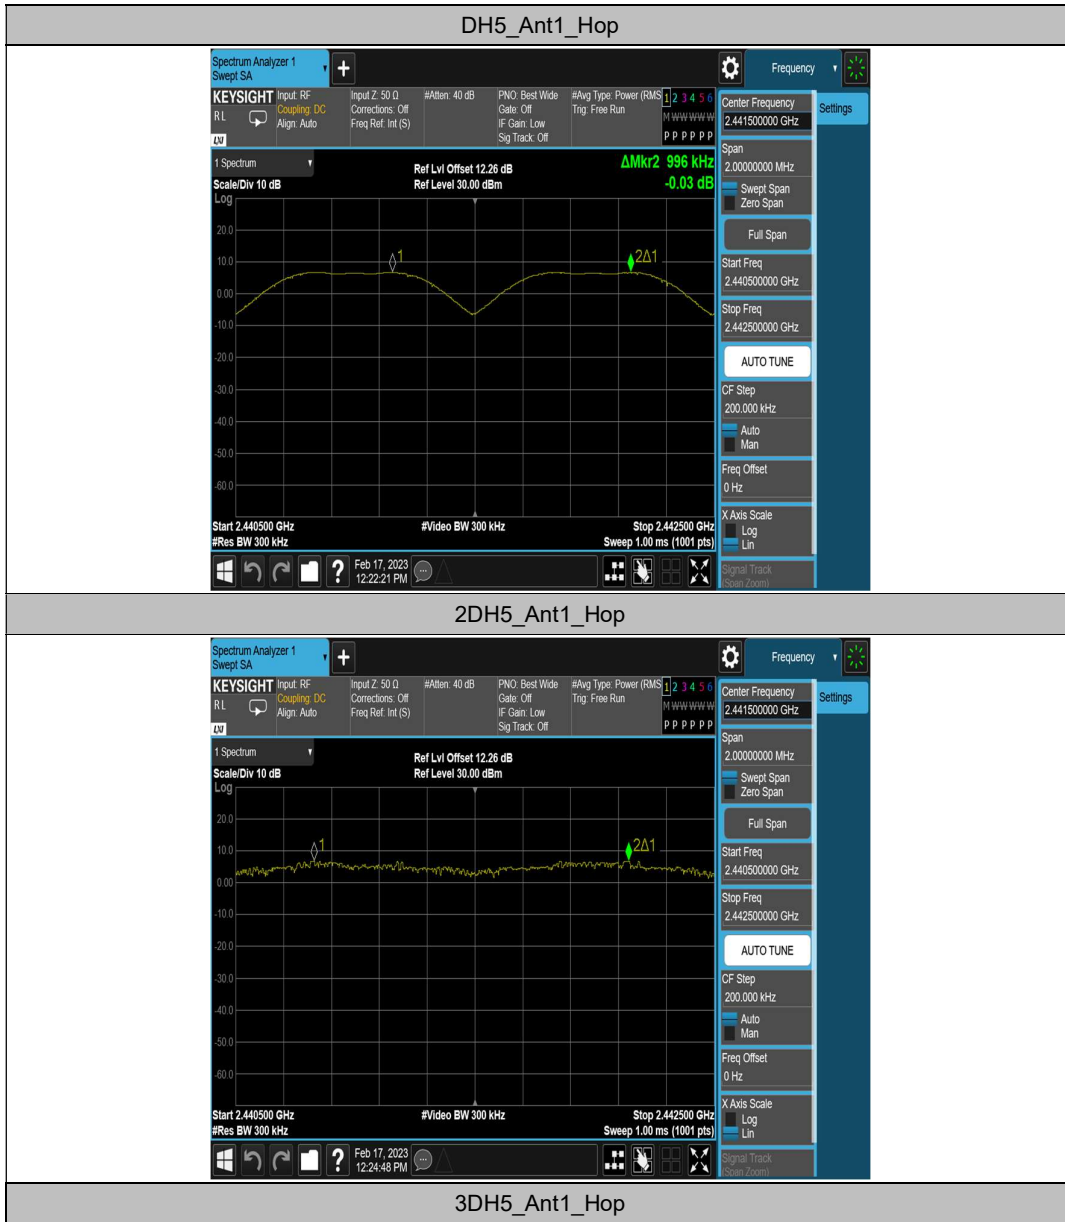 DH5_Ant1_Hop
Spectrum Analyzer 1
Swept SA
+
Frequency
KEYSIGHT Input: RF Input Z: 50 Ω #Atten: 40 dB PNO: Best Wide #Avg Type: Power (RMS 1 2 3 4 5 6
RL Coupling: DC Corrections: Off Gate: Off Trig: Free Run M W W W W W
Align: Auto Freq Ref: Int (S) IF Gain: Low
LXI Sig Track: Off P P P P P P
Center Frequency
2.441500000 GHz
Settings
1 Spectrum
Scale/Div 10 dB
Log
Ref Lvl Offset 12.26 dB
Ref Level 30.00 dBm
ΔMkr2 996 kHz
-0.03 dB
20.0
10.0
0.00
-10.0
-20.0
-30.0
-40.0
-50.0
-60.0
1
2Δ1
Start 2.440500 GHz #Video BW 300 kHz Stop 2.442500 GHz
#Res BW 300 kHz Sweep 1.00 ms (1001 pts)
Span
2.00000000 MHz
Swept Span
Zero Span
Full Span
Start Freq
2.440500000 GHz
Stop Freq
2.442500000 GHz
AUTO TUNE
CF Step
200.000 kHz
Auto
Man
Freq Offset
0 Hz
X Axis Scale
Log
Lin
Signal Track
(Span Zoom)
? Feb 17, 2023
12:22:21 PM
2DH5_Ant1_Hop
Spectrum Analyzer 1
Swept SA
+
Frequency
KEYSIGHT Input: RF Input Z: 50 Ω #Atten: 40 dB PNO: Best Wide #Avg Type: Power (RMS 1 2 3 4 5 6
RL Coupling: DC Corrections: Off Gate: Off Trig: Free Run M W W W W W
Align: Auto Freq Ref: Int (S) IF Gain: Low
LXI Sig Track: Off P P P P P P
Center Frequency
2.441500000 GHz
Settings
1 Spectrum
Scale/Div 10 dB
Log
Ref Lvl Offset 12.26 dB
Ref Level 30.00 dBm
20.0
10.0
0.00
-10.0
-20.0
-30.0
-40.0
-50.0
-60.0
1
2Δ1
Start 2.440500 GHz #Video BW 300 kHz Stop 2.442500 GHz
#Res BW 300 kHz Sweep 1.00 ms (1001 pts)
Span
2.00000000 MHz
Swept Span
Zero Span
Full Span
Start Freq
2.440500000 GHz
Stop Freq
2.442500000 GHz
AUTO TUNE
CF Step
200.000 kHz
Auto
Man
Freq Offset
0 Hz
X Axis Scale
Log
Lin
Signal Track
(Span Zoom)
? Feb 17, 2023
12:24:48 PM
3DH5_Ant1_Hop